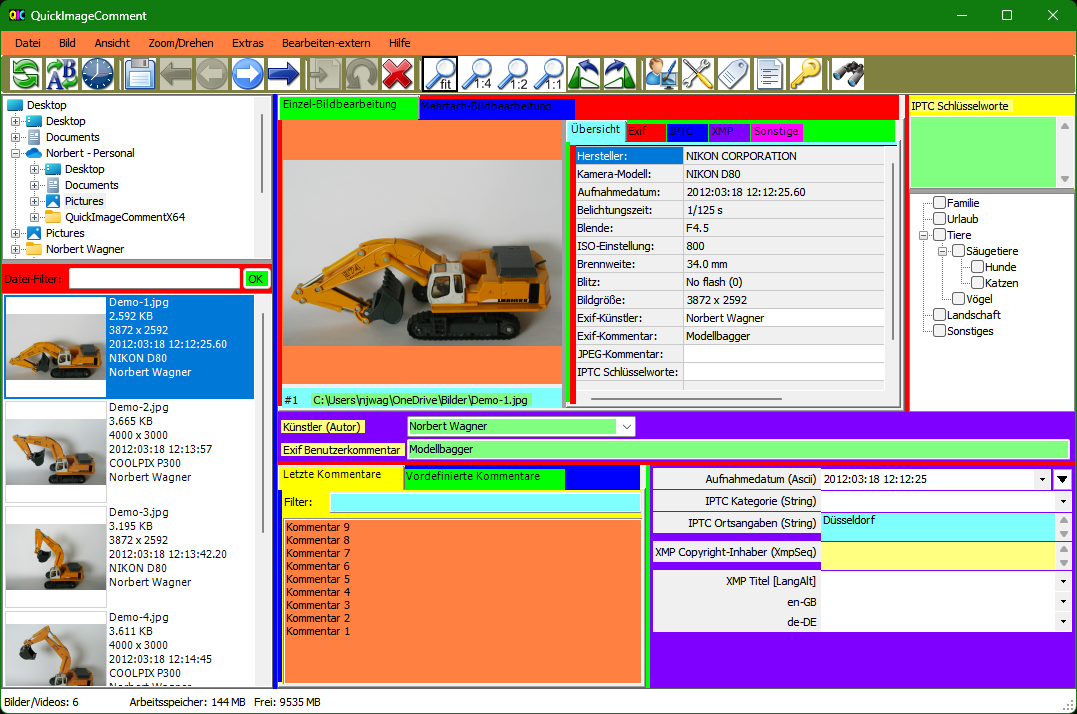 QIC QuickImageComment
Datei Bild Ansicht Zoom/Drehen Extras Bearbeiten-extern Hilfe
fit 1:4 1:2 1:1
Desktop
Desktop
Documents
Norbert - Personal
Desktop
Documents
Pictures
QuickImageCommentX64
Pictures
Norbert Wagner
Datei-Filter: OK
Demo-1.jpg
2.592 KB
3872 x 2592
2012:03:18 12:12:25.60
NIKON D80
Norbert Wagner
Demo-2.jpg
3.665 KB
4000 x 3000
2012:03:18 12:13:57
COOLPIX P300
Norbert Wagner
Demo-3.jpg
3.195 KB
3872 x 2592
2012:03:18 12:13:42.20
NIKON D80
Norbert Wagner
Demo-4.jpg
3.611 KB
4000 x 3000
2012:03:18 12:14:45
COOLPIX P300
Norbert Wagner
Einzel-Bildbearbeitung Mehrfach-Bildbearbeitung
LIEBHERR
#1 C:\Users\njwag\OneDrive\Bilder\Demo-1.jpg
Übersicht Exif IPTC XMP Sonstige
Hersteller: NIKON CORPORATION
Kamera-Modell: NIKON D80
Aufnahmedatum: 2012:03:18 12:12:25.60
Belichtungszeit: 1/125 s
Blende: F4.5
ISO-Einstellung: 800
Brennweite: 34.0 mm
Blitz: No flash (0)
Bildgröße: 3872 x 2592
Exif-Künstler: Norbert Wagner
Exif-Kommentar: Modellbagger
JPEG-Kommentar:
IPTC Schlüsselworte:
IPTC Schlüsselworte
Familie
Urlaub
Tiere
Säugetiere
Hunde
Katzen
Vögel
Landschaft
Sonstiges
Künstler (Autor) Norbert Wagner
Exif Benutzerkommentar Modellbagger
Letzte Kommentare Vordefinierte Kommentare
Filter:
Kommentar 9
Kommentar 8
Kommentar 7
Kommentar 6
Kommentar 5
Kommentar 4
Kommentar 3
Kommentar 2
Kommentar 1
Aufnahmedatum (Ascii) 2012:03:18 12:12:25
IPTC Kategorie (String)
IPTC Ortsangaben (String) Düsseldorf
XMP Copyright-Inhaber (XmpSeq)
XMP Titel [LangAlt]
en-GB
de-DE
Bilder/Videos: 6 Arbeitsspeicher: 144 MB Frei: 9535 MB